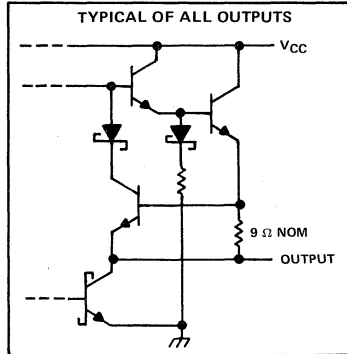 TYPICAL OF ALL OUTPUTS
VCC
9 Ω NOM
OUTPUT